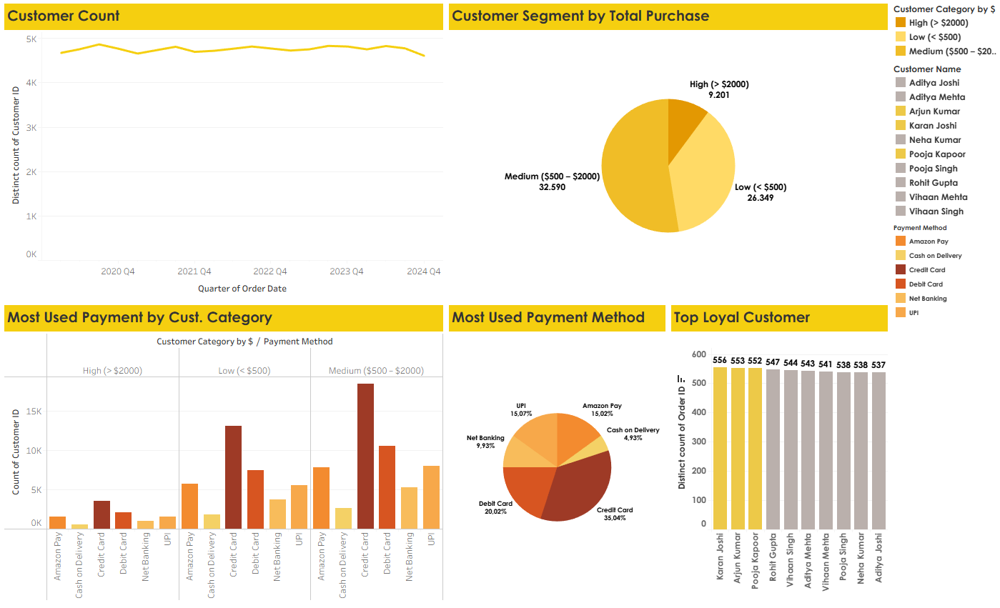 Customer Count
5K
4K
3K
2K
1K
0K
Distinct count of Customer ID
2020 Q4
2021 Q4
2022 Q4
2023 Q4
2024 Q4
Quarter of Order Date
Customer Segment by Total Purchase
High (> $2000)
9.201
Medium ($500 – $2000)
32.590
Low (< $500)
26.349
Customer Category by $
High (> $2000)
Low (< $500)
Medium ($500 – $20..
Customer Name
Aditya Joshi
Aditya Mehta
Arjun Kumar
Karan Joshi
Neha Kumar
Pooja Kapoor
Pooja Singh
Rohit Gupta
Vihaan Mehta
Vihaan Singh
Payment Method
Amazon Pay
Cash on Delivery
Credit Card
Debit Card
Net Banking
UPI
Most Used Payment by Cust. Category
Customer Category by $ / Payment Method
High (> $2000)
Low (< $500)
Medium ($500 – $2000)
15K
10K
5K
0K
Count of Customer ID
Amazon Pay
Cash on Delivery
Credit Card
Debit Card
Net Banking
UPI
Amazon Pay
Cash on Delivery
Credit Card
Debit Card
Net Banking
UPI
Amazon Pay
Cash on Delivery
Credit Card
Debit Card
Net Banking
UPI
Most Used Payment Method
UPI
15,07%
Amazon Pay
15,02%
Cash on Delivery
4,93%
Net Banking
9,93%
Debit Card
20,02%
Credit Card
35,04%
Top Loyal Customer
600
500
400
300
200
100
0
Distinct count of Order ID
556 553 552 547 544 543 541 538 538 537
Karan Joshi
Arjun Kumar
Pooja Kapoor
Rohit Gupta
Vihaan Singh
Aditya Mehta
Vihaan Mehta
Pooja Singh
Neha Kumar
Aditya Joshi